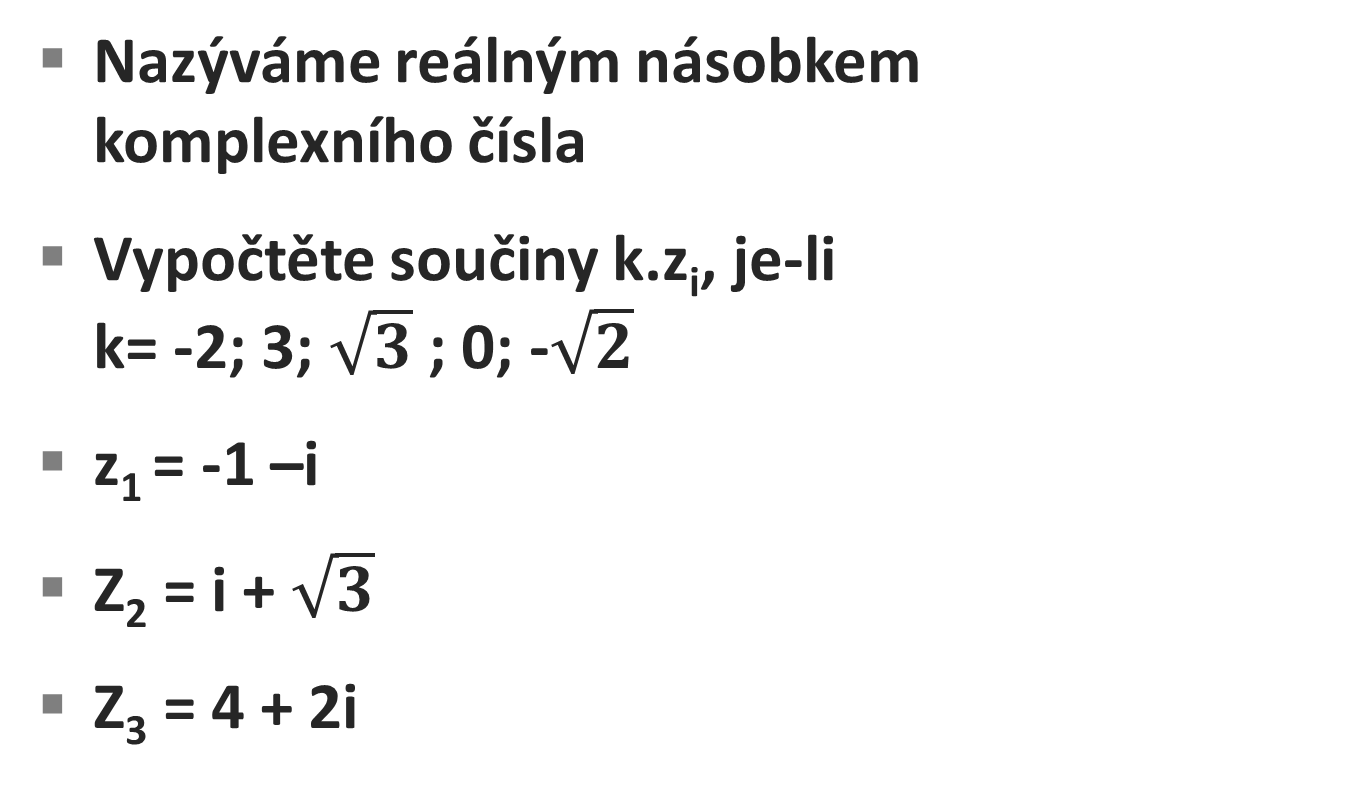 ▪ Nazýváme reálným násobkem
komplexního čísla
▪ Vypočtěte součiny k.zᵢ, je-li
k= -2; 3; √3 ; 0; -√2
▪ z₁ = -1 –i
▪ Z₂ = i + √3
▪ Z₃ = 4 + 2i